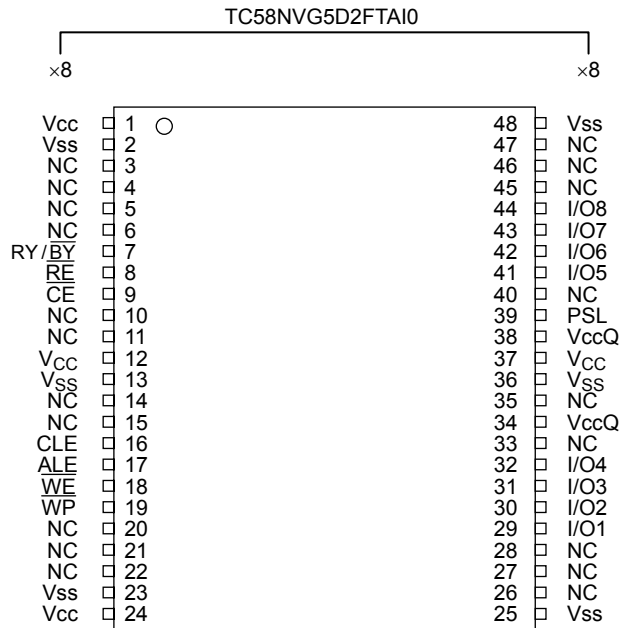 TC58NVG5D2FTAI0
×8 ×8
Vcc 1 48 Vss
Vss 2 47 NC
NC 3 46 NC
NC 4 45 NC
NC 5 44 I/O8
NC 6 43 I/O7
RY/B̅Y̅ 7 42 I/O6
R̅E̅ 8 41 I/O5
C̅E̅ 9 40 NC
NC 10 39 PSL
NC 11 38 VccQ
VCC 12 37 VCC
VSS 13 36 VSS
NC 14 35 NC
NC 15 34 VccQ
CLE 16 33 NC
ALE 17 32 I/O4
W̅E̅ 18 31 I/O3
W̅P̅ 19 30 I/O2
NC 20 29 I/O1
NC 21 28 NC
NC 22 27 NC
Vss 23 26 NC
Vcc 24 25 Vss